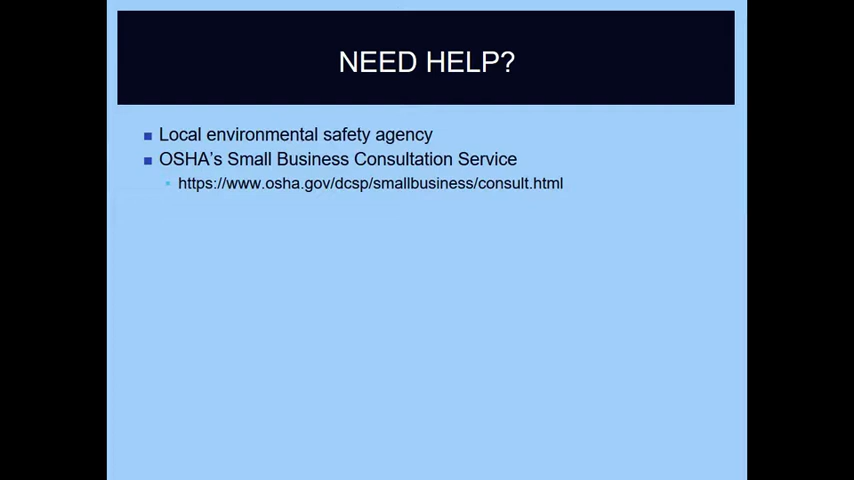 NEED HELP?
Local environmental safety agency
OSHA's Small Business Consultation Service
https://www.osha.gov/dcsp/smallbusiness/consult.html